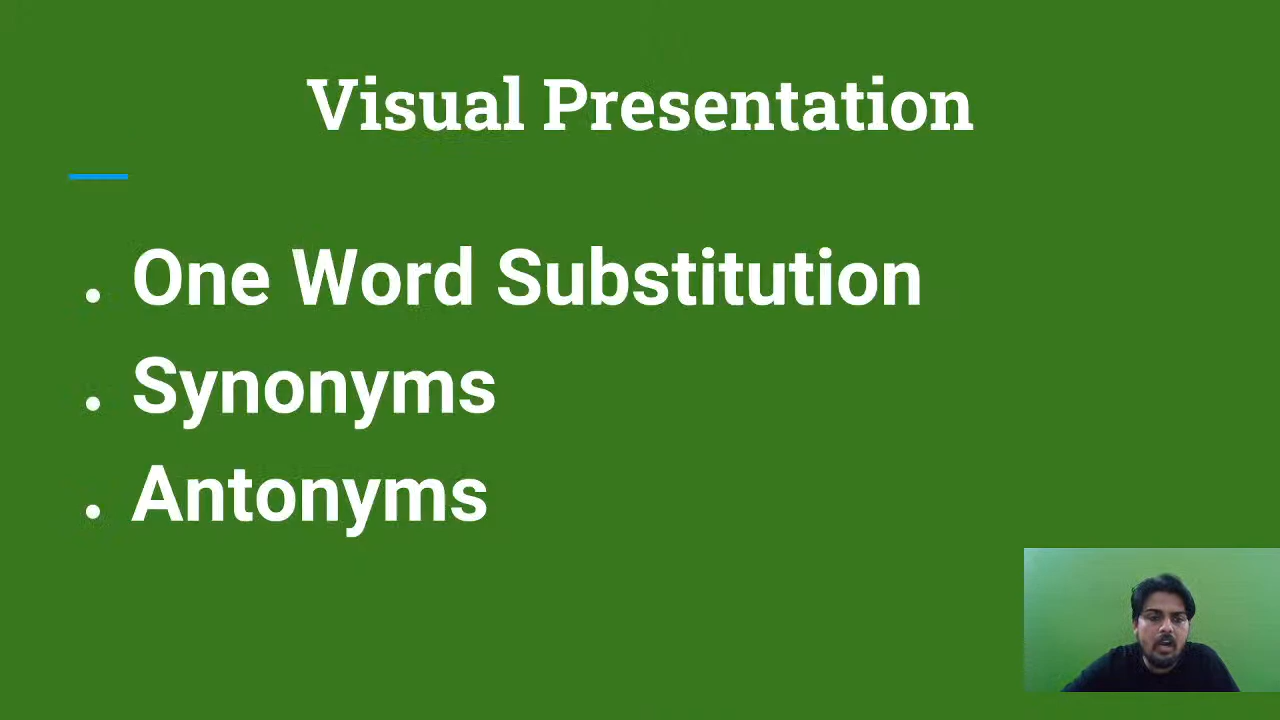 Visual Presentation
. One Word Substitution
. Synonyms
. Antonyms